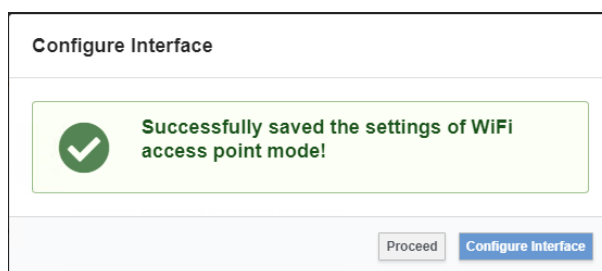 Configure Interface
Successfully saved the settings of WiFi
access point mode!
Proceed
Configure Interface